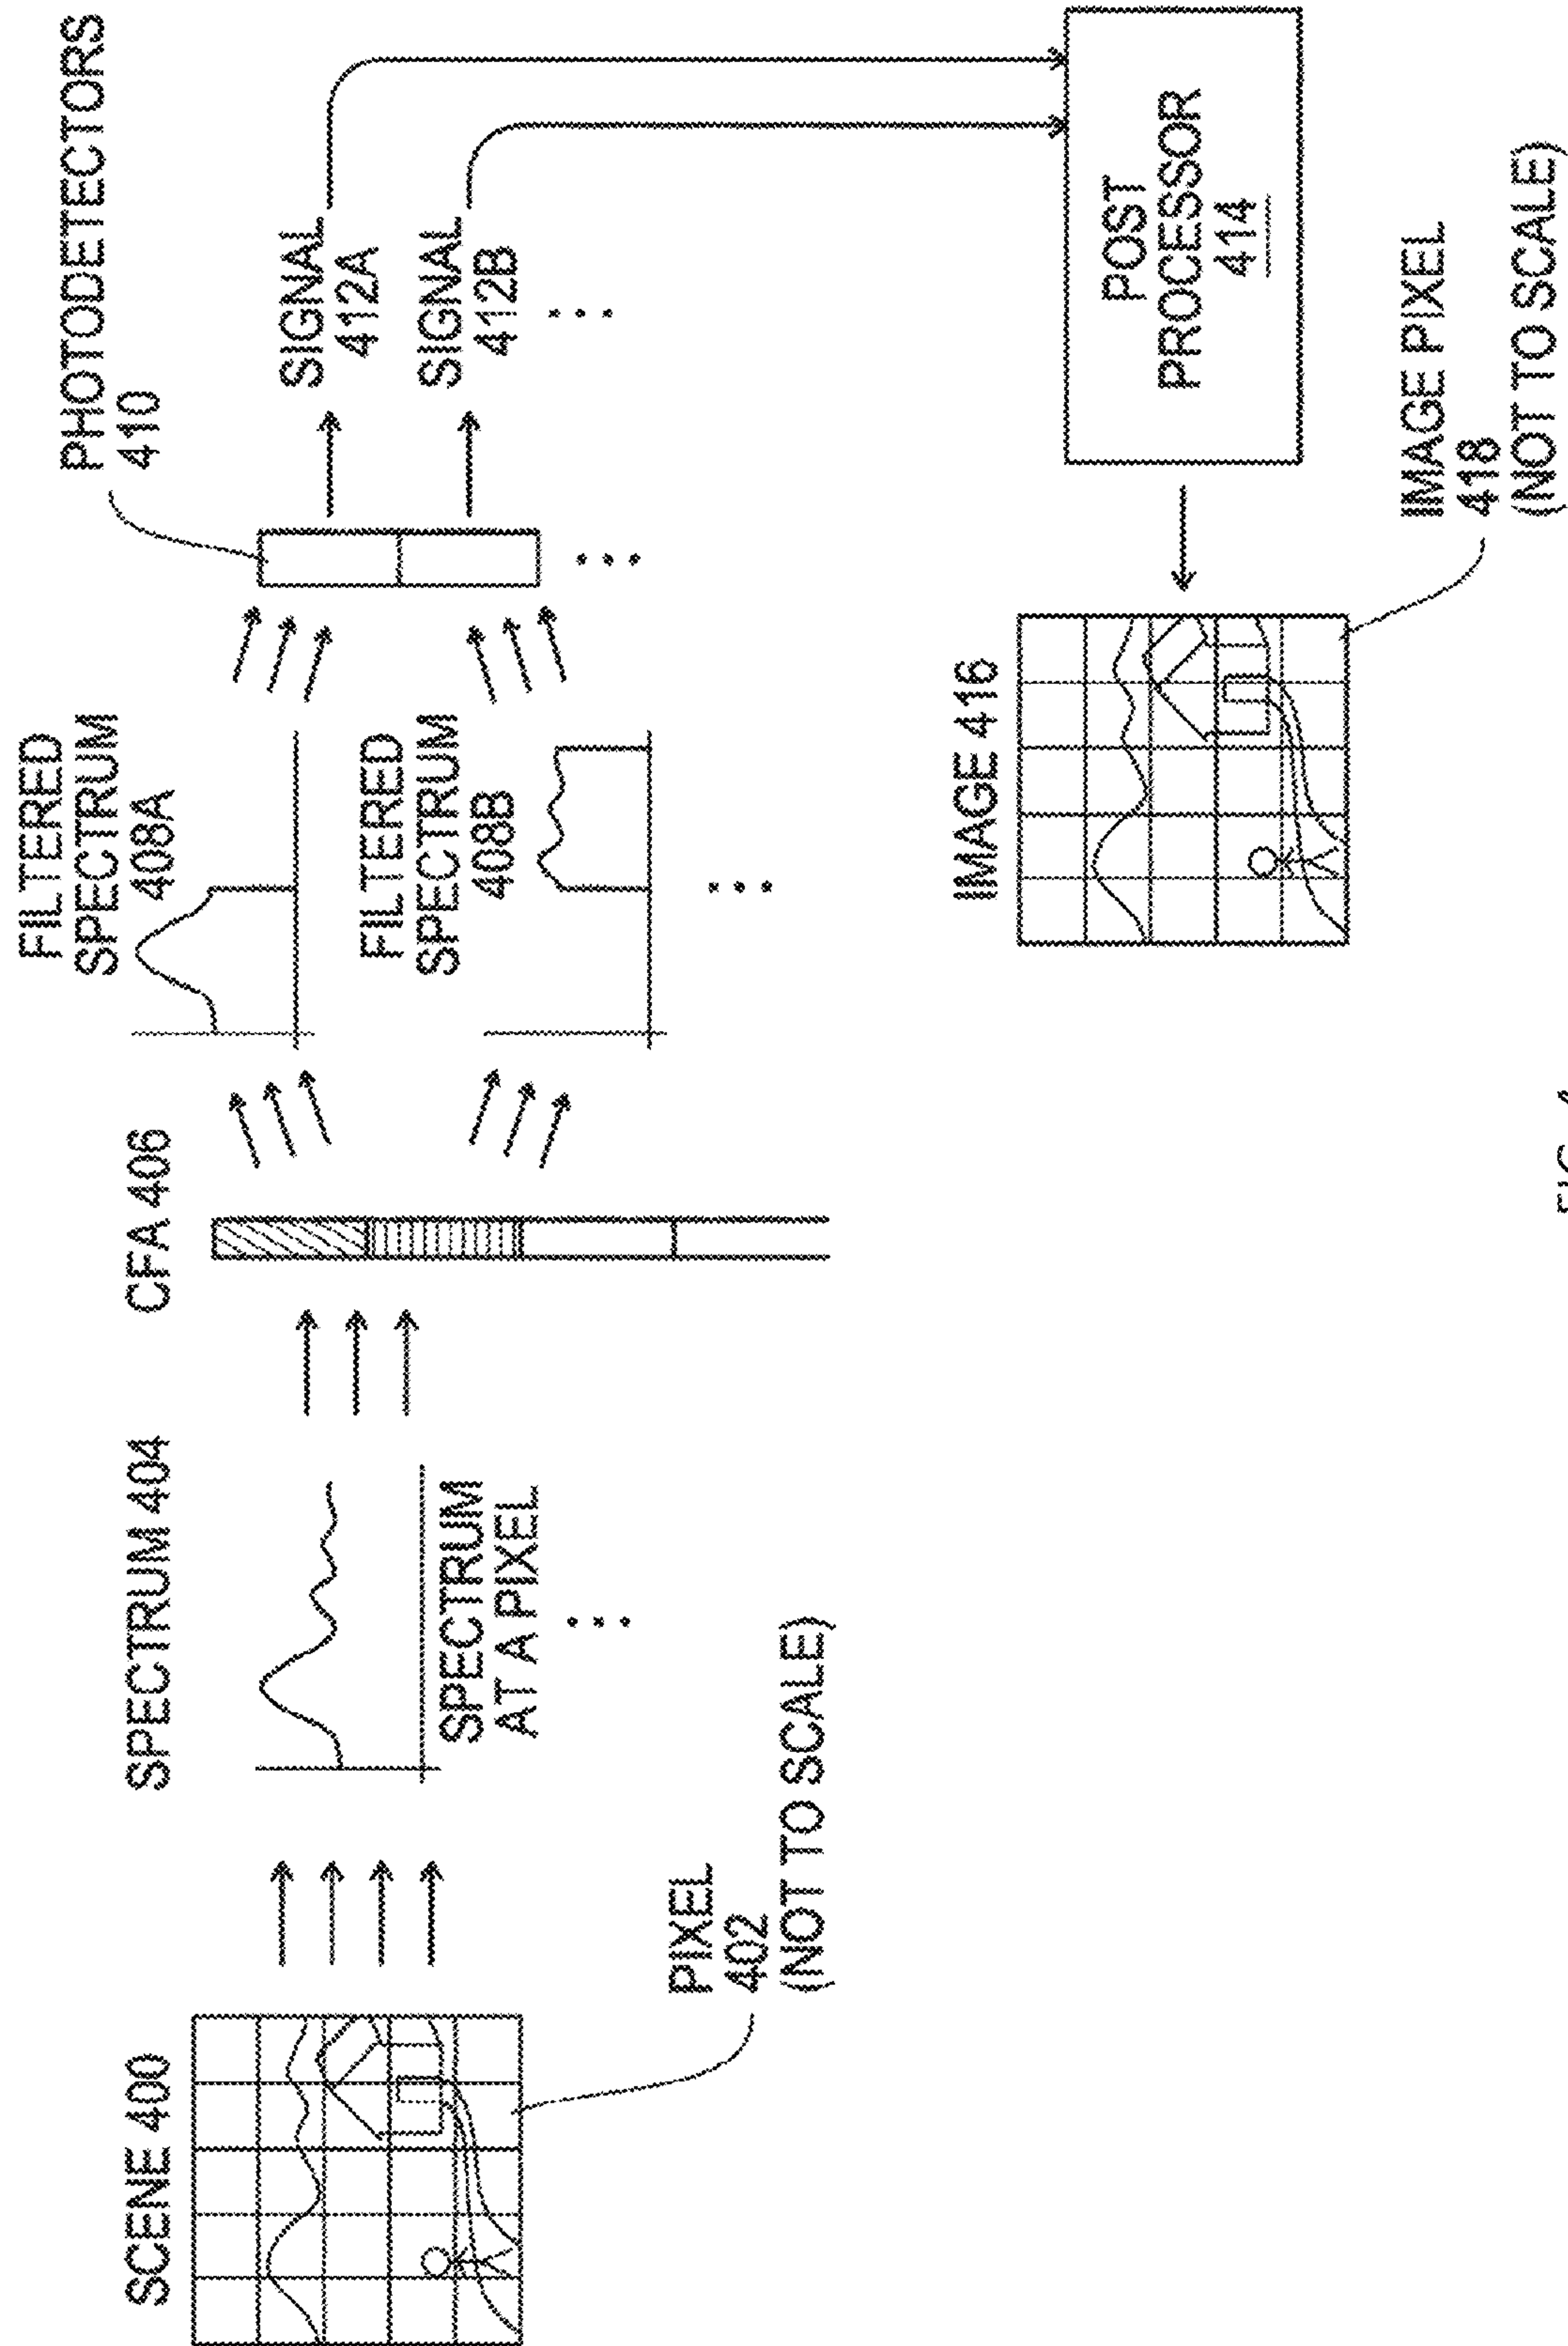 SCENE 400
PIXEL
402
(NOT TO SCALE)
SPECTRUM 404
SPECTRUM
AT A PIXEL
CFA 406
FILTERED
SPECTRUM
408A
FILTERED
SPECTRUM
408B
PHOTODETECTORS
410
SIGNAL
412A
SIGNAL
412B
POST
PROCESSOR
414
IMAGE 416
IMAGE PIXEL
418
(NOT TO SCALE)